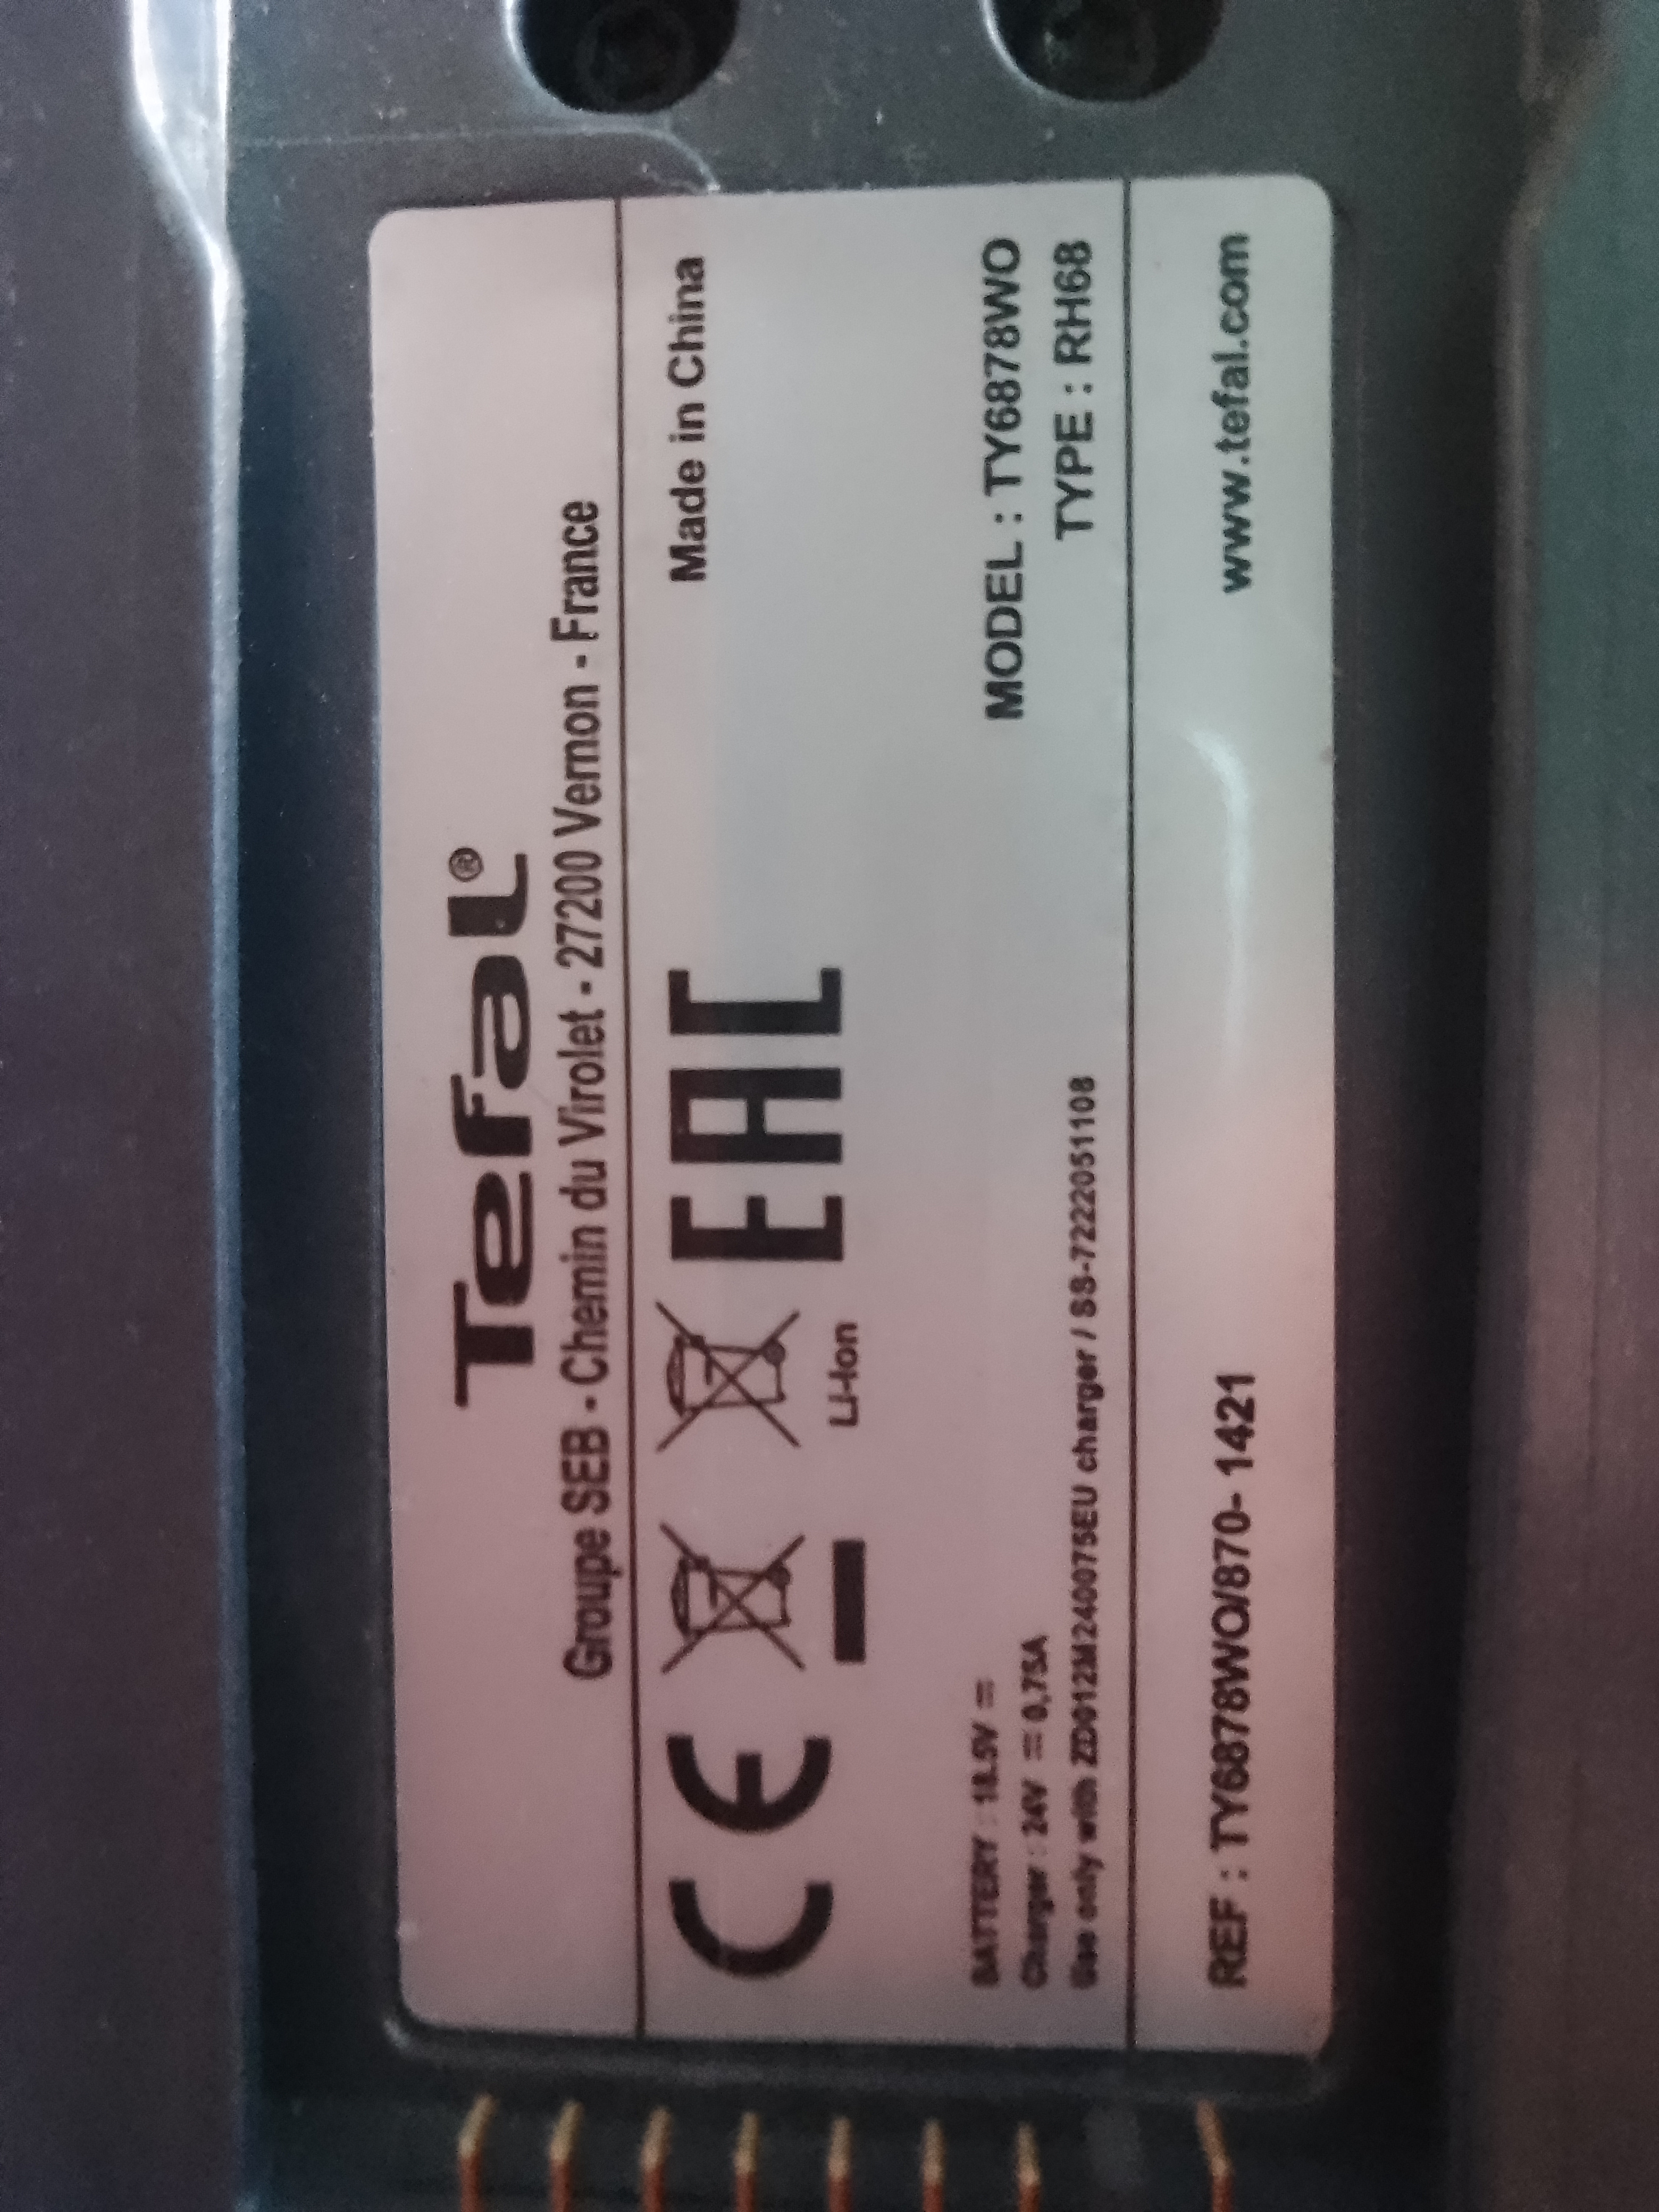 Tefal®
Groupe SEB - Chemin du Virolet - 27200 Vernon - France
Made in China
CE
EAC
Li-Ion
BATTERY : 18.5V
Charger : 24V 0,75A
Use only with ZD012M240075EU charger / SS-7222051108
MODEL : TY6878WO
TYPE : RH68
REF : TY6878WO/870- 1421
www.tefal.com